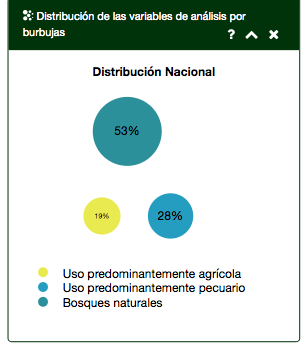 Distribución de las variables de análisis por
burbujas
?
Distribución Nacional
53%
19%
28%
Uso predominantemente agrícola
Uso predominantemente pecuario
Bosques naturales